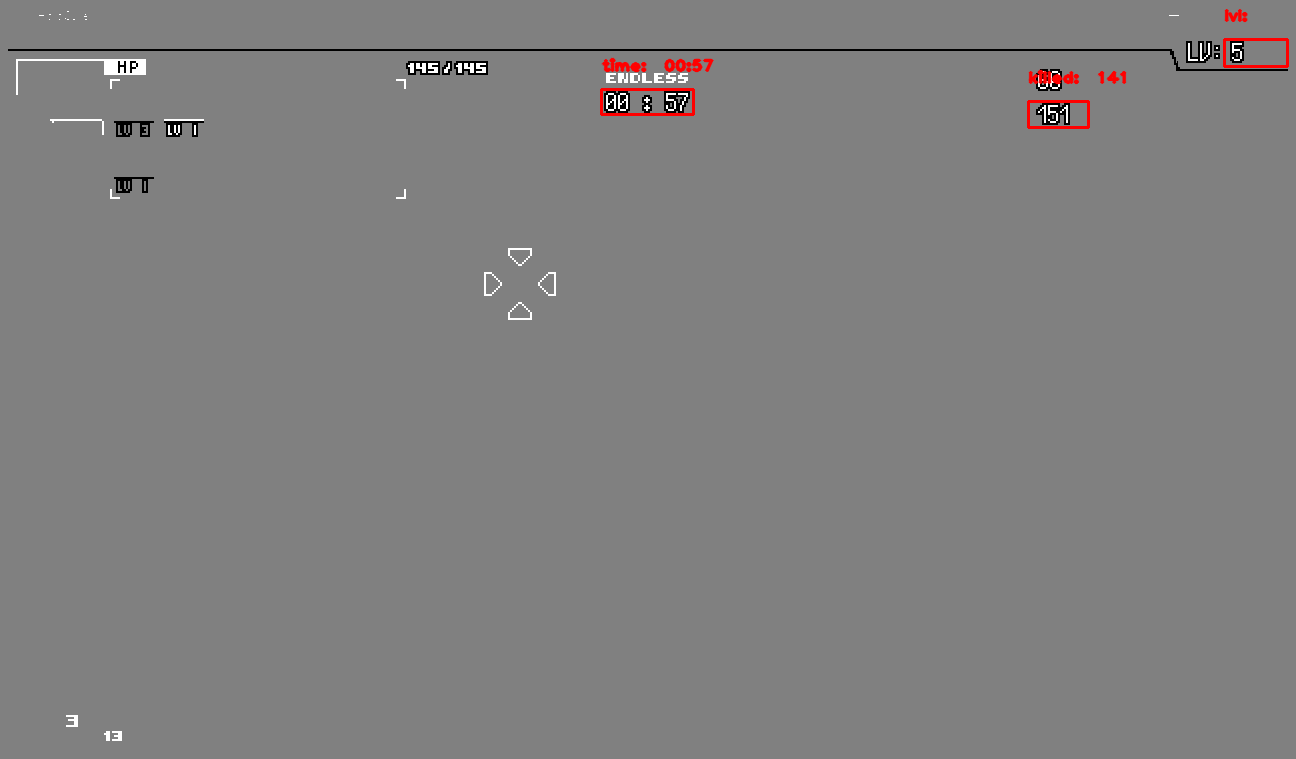 lvl:
LV: 5
HP 145/145
time: 00:57
ENDLESS
killed: 141
00 : 57
151
LV 3 LV 1
LV 1
3
13